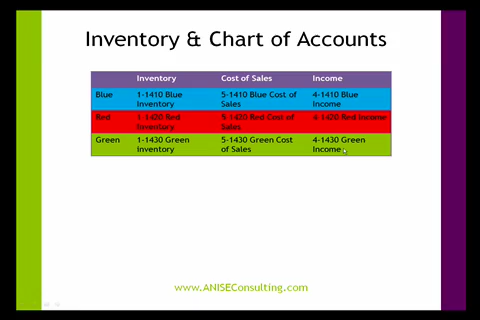 Inventory & Chart of Accounts
Inventory Cost of Sales Income
Blue 1-1410 Blue 5-1410 Blue Cost of 4-1410 Blue
Inventory Sales Income
Red 1-1420 Red 5-1420 Red Cost of 4-1420 Red Income
Inventory Sales
Green 1-1430 Green 5-1430 Green Cost 4-1430 Green
inventory of Sales Income
www.ANISEConsulting.com